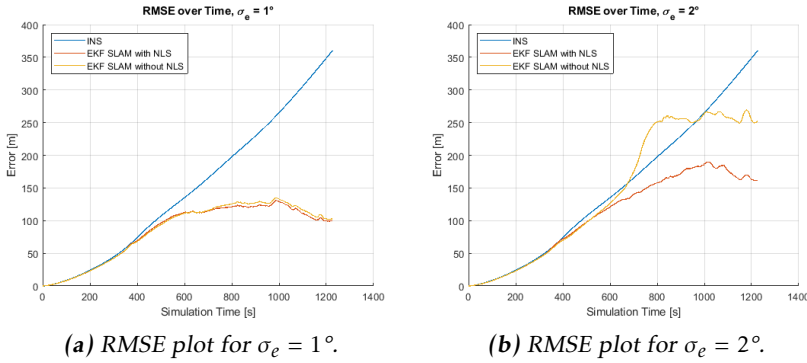 RMSE over Time, σe = 1°
400
350
300
250
200
150
100
50
0
Error [m]
INS
EKF SLAM with NLS
EKF SLAM without NLS
0 200 400 600 800 1000 1200 1400
Simulation Time [s]
(a) RMSE plot for σe = 1°.
RMSE over Time, σe = 2°
400
350
300
250
200
150
100
50
0
Error [m]
INS
EKF SLAM with NLS
EKF SLAM without NLS
0 200 400 600 800 1000 1200 1400
Simulation Time [s]
(b) RMSE plot for σe = 2°.